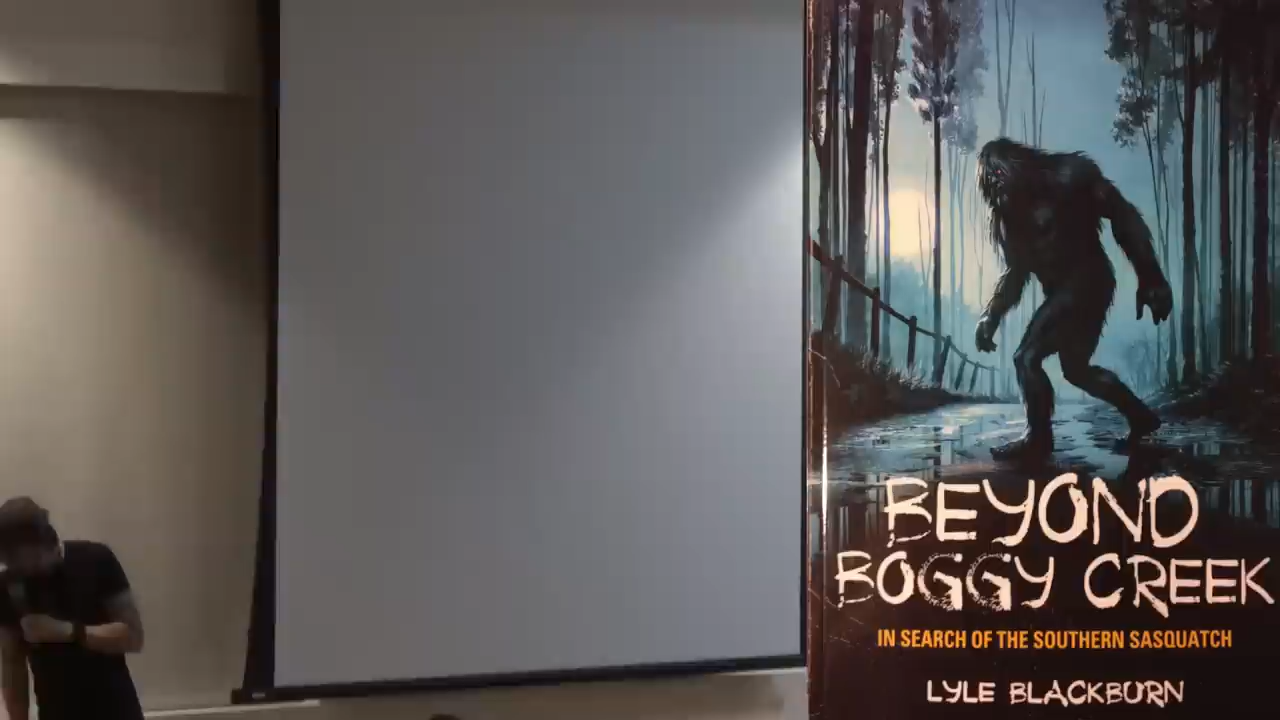 BEYOND
BOGGY CREEK
IN SEARCH OF THE SOUTHERN SASQUATCH
LYLE BLACKBURN